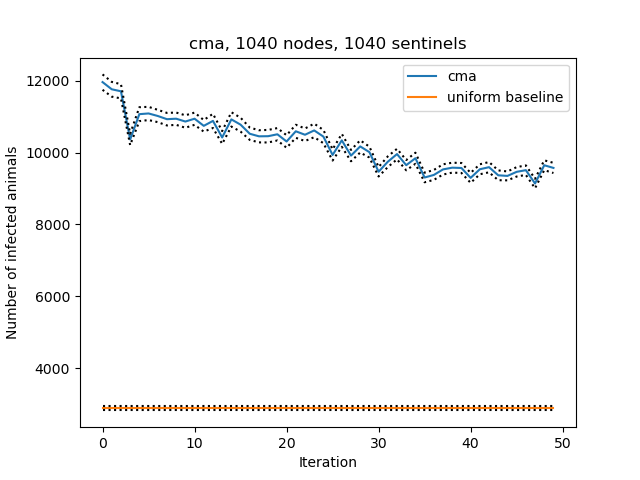 cma, 1040 nodes, 1040 sentinels
cma
uniform baseline
Number of infected animals
12000
10000
8000
6000
4000
0 10 20 30 40 50
Iteration